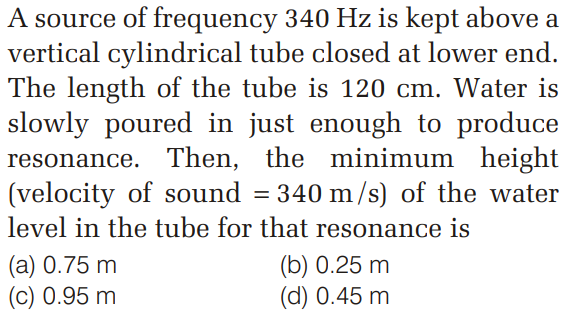 A source of frequency 340 Hz is kept above a
vertical cylindrical tube closed at lower end.
The length of the tube is 120 cm. Water is
slowly poured in just enough to produce
resonance. Then, the minimum height
(velocity of sound = 340 m/s) of the water
level in the tube for that resonance is
(a) 0.75 m (b) 0.25 m
(c) 0.95 m (d) 0.45 m